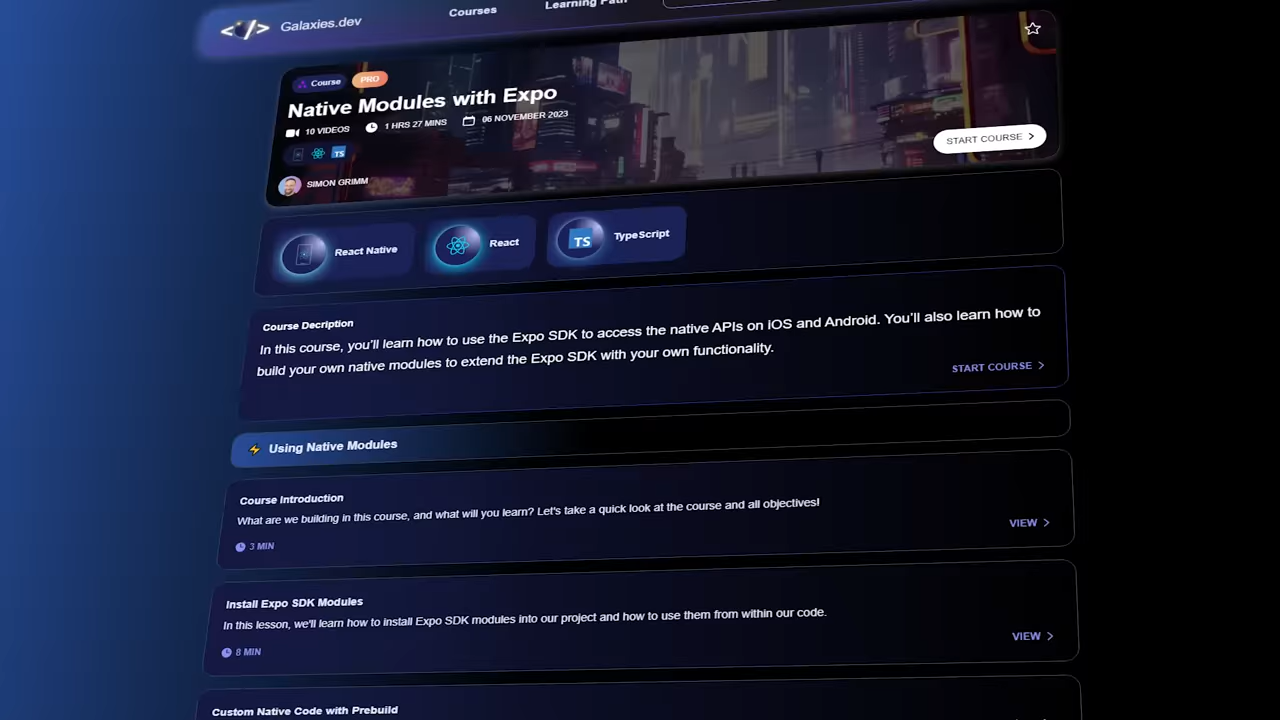 </> Galaxies.dev
Courses
Learning Path
Course
PRO
Native Modules with Expo
10 VIDEOS
1 HRS 27 MINS
06 NOVEMBER 2023
TS
SIMON GRIMM
START COURSE
React Native
React
TS
TypeScript
Course Decription
In this course, you'll learn how to use the Expo SDK to access the native APIs on iOS and Android. You'll also learn how to
build your own native modules to extend the Expo SDK with your own functionality.
START COURSE
Using Native Modules
Course Introduction
What are we building in this course, and what will you learn? Let's take a quick look at the course and all objectives!
3 MIN
VIEW
Install Expo SDK Modules
In this lesson, we'll learn how to install Expo SDK modules into our project and how to use them from within our code.
8 MIN
VIEW
Custom Native Code with Prebuild